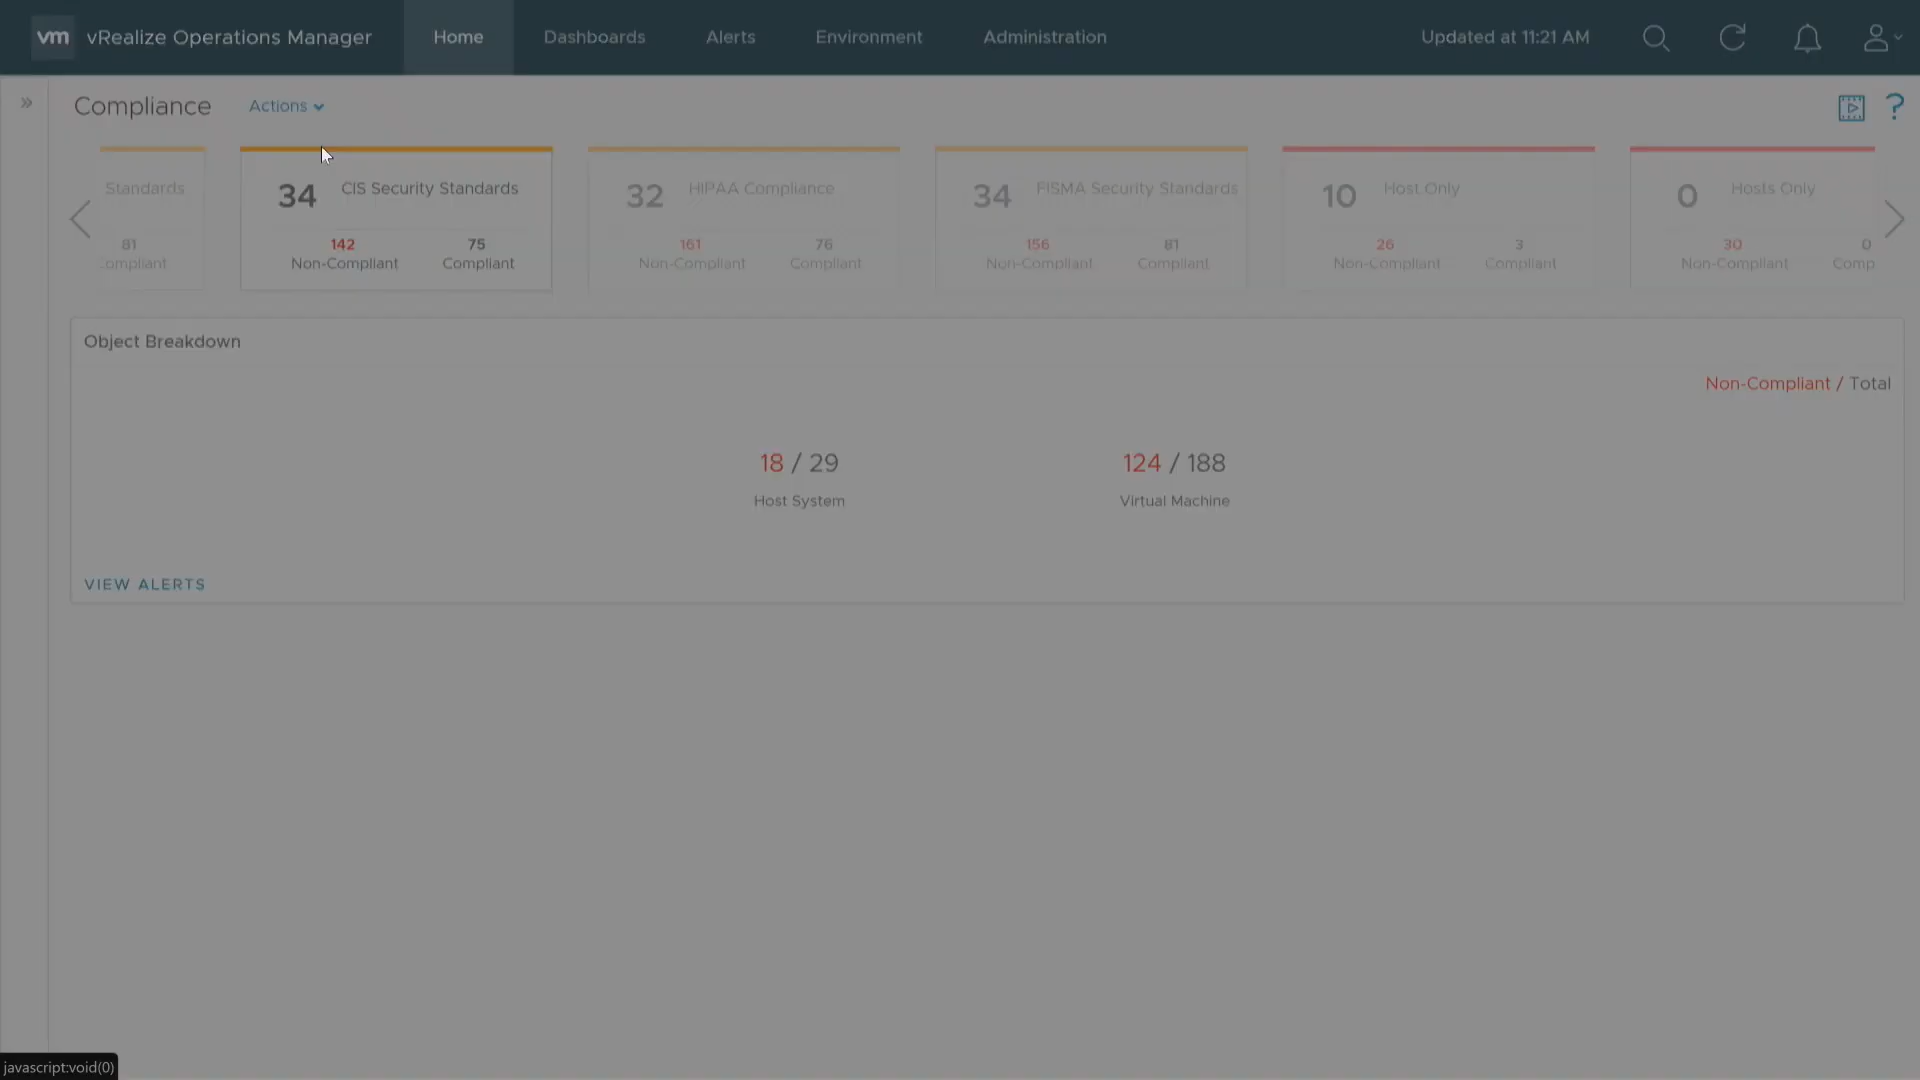 vm vRealize Operations Manager Home Dashboards Alerts Environment Administration Updated at 11:21 AM
» Compliance Actions ?
Standards 34 CIS Security Standards 32 HIPAA Compliance 34 FISMA Security Standards 10 Host Only 0 Hosts Only
81 142 75 161 76 156 81 26 3 30 0
ompliant Non-Compliant Compliant Non-Compliant Compliant Non-Compliant Compliant Non-Compliant Compliant Non-Compliant Comp
Object Breakdown
Non-Compliant / Total
18 / 29 124 / 188
Host System Virtual Machine
VIEW ALERTS
javascript:void(0)